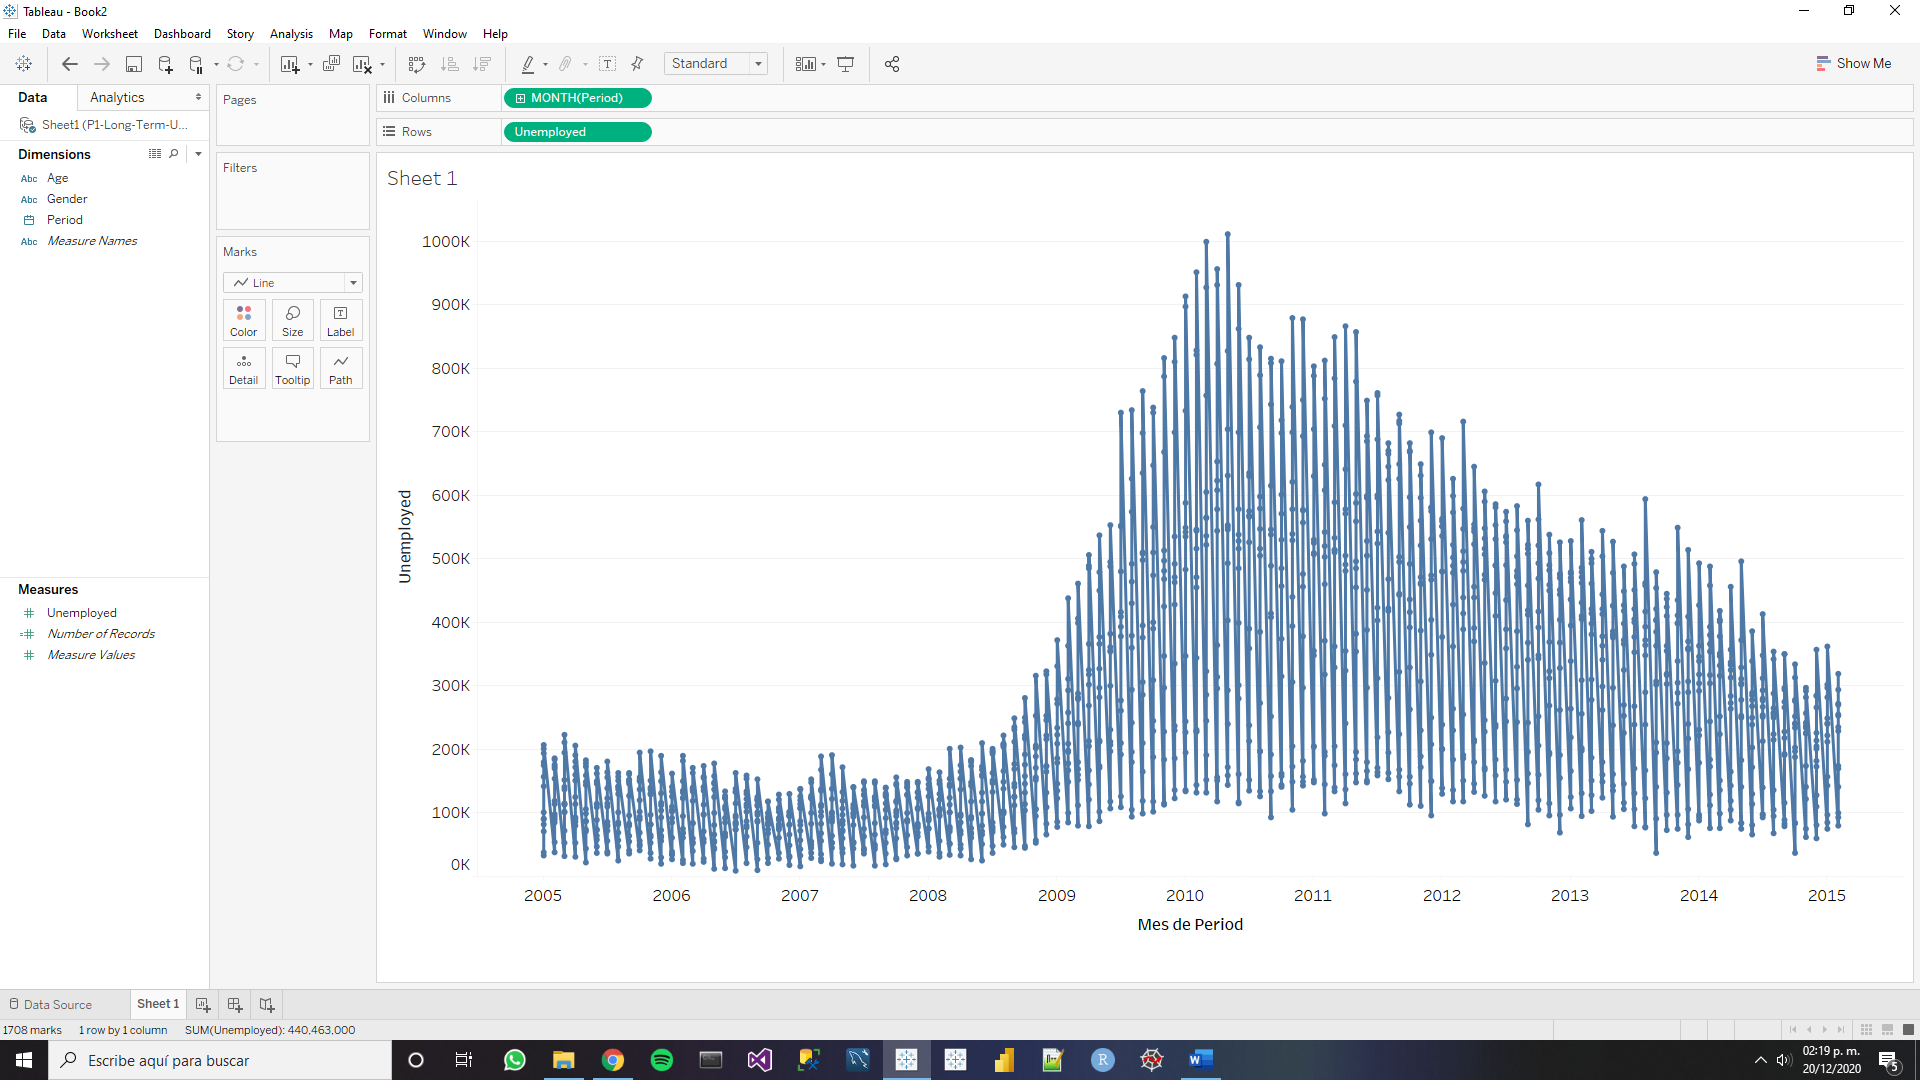 Tableau - Book2
File Data Worksheet Dashboard Story Analysis Map Format Window Help
Standard
Show Me
Data
Analytics
Sheet1 (P1-Long-Term-U...
Dimensions
Abc Age
Abc Gender
Period
Abc Measure Names
Measures
Unemployed
Number of Records
Measure Values
Pages
Filters
Marks
Line
Color Size Label
Detail Tooltip Path
Columns
MONTH(Period)
Rows
Unemployed
Sheet 1
1000K
900K
800K
700K
600K
500K
400K
300K
200K
100K
0K
Unemployed
2005 2006 2007 2008 2009 2010 2011 2012 2013 2014 2015
Mes de Period
Data Source
Sheet 1
1708 marks 1 row by 1 column SUM(Unemployed): 440,463,000
Escribe aquí para buscar
02:19 p. m.
20/12/2020
5